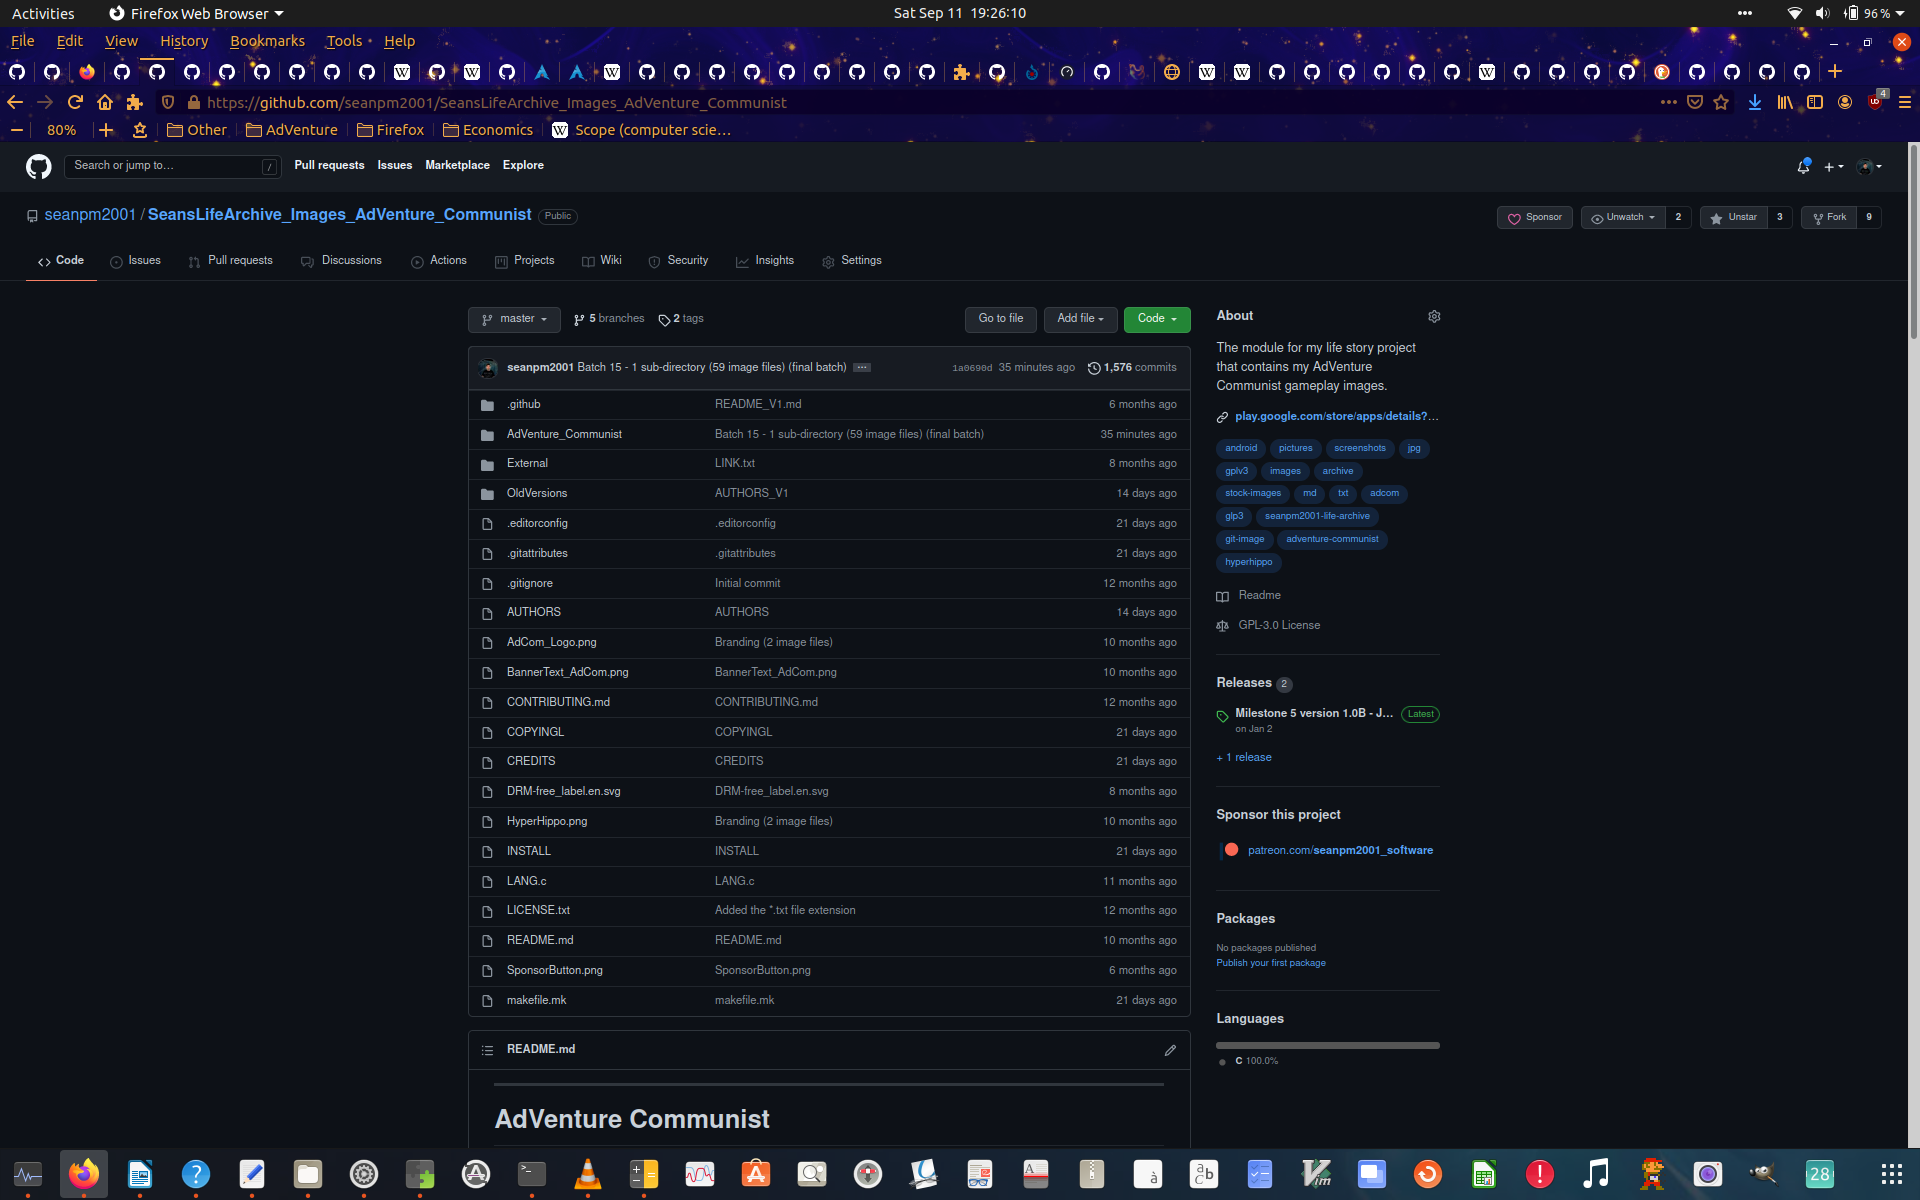 Activities Firefox Web Browser Sat Sep 11 19:26:10 96%
File Edit View History Bookmarks Tools Help
https://github.com/seanpm2001/SeansLifeArchive_Images_AdVenture_Communist 4
80% Other AdVenture Firefox Economics W Scope (computer scie…
Search or jump to… / Pull requests Issues Marketplace Explore
seanpm2001 / SeansLifeArchive_Images_AdVenture_Communist Public
Sponsor Unwatch 2 Unstar 3 Fork 9
Code Issues Pull requests Discussions Actions Projects Wiki Security Insights Settings
master 5 branches 2 tags Go to file Add file Code
seanpm2001 Batch 15 - 1 sub-directory (59 image files) (final batch) … 1a0690d 35 minutes ago 1,576 commits
.github README_V1.md 6 months ago
AdVenture_Communist Batch 15 - 1 sub-directory (59 image files) (final batch) 35 minutes ago
External LINK.txt 8 months ago
OldVersions AUTHORS_V1 14 days ago
.editorconfig .editorconfig 21 days ago
.gitattributes .gitattributes 21 days ago
.gitignore Initial commit 12 months ago
AUTHORS AUTHORS 14 days ago
AdCom_Logo.png Branding (2 image files) 10 months ago
BannerText_AdCom.png BannerText_AdCom.png 10 months ago
CONTRIBUTING.md CONTRIBUTING.md 12 months ago
COPYINGL COPYINGL 21 days ago
CREDITS CREDITS 21 days ago
DRM-free_label.en.svg DRM-free_label.en.svg 8 months ago
HyperHippo.png Branding (2 image files) 10 months ago
INSTALL INSTALL 21 days ago
LANG.c LANG.c 11 months ago
LICENSE.txt Added the *.txt file extension 12 months ago
README.md README.md 10 months ago
SponsorButton.png SponsorButton.png 6 months ago
makefile.mk makefile.mk 21 days ago
README.md
AdVenture Communist
About
The module for my life story project
that contains my AdVenture
Communist gameplay images.
play.google.com/store/apps/details?…
android pictures screenshots jpg
gplv3 images archive
stock-images md txt adcom
glp3 seanpm2001-life-archive
git-image adventure-communist
hyperhippo
Readme
GPL-3.0 License
Releases 2
Milestone 5 version 1.0B - J… Latest
on Jan 2
+ 1 release
Sponsor this project
patreon.com/seanpm2001_software
Packages
No packages published
Publish your first package
Languages
C 100.0%
28